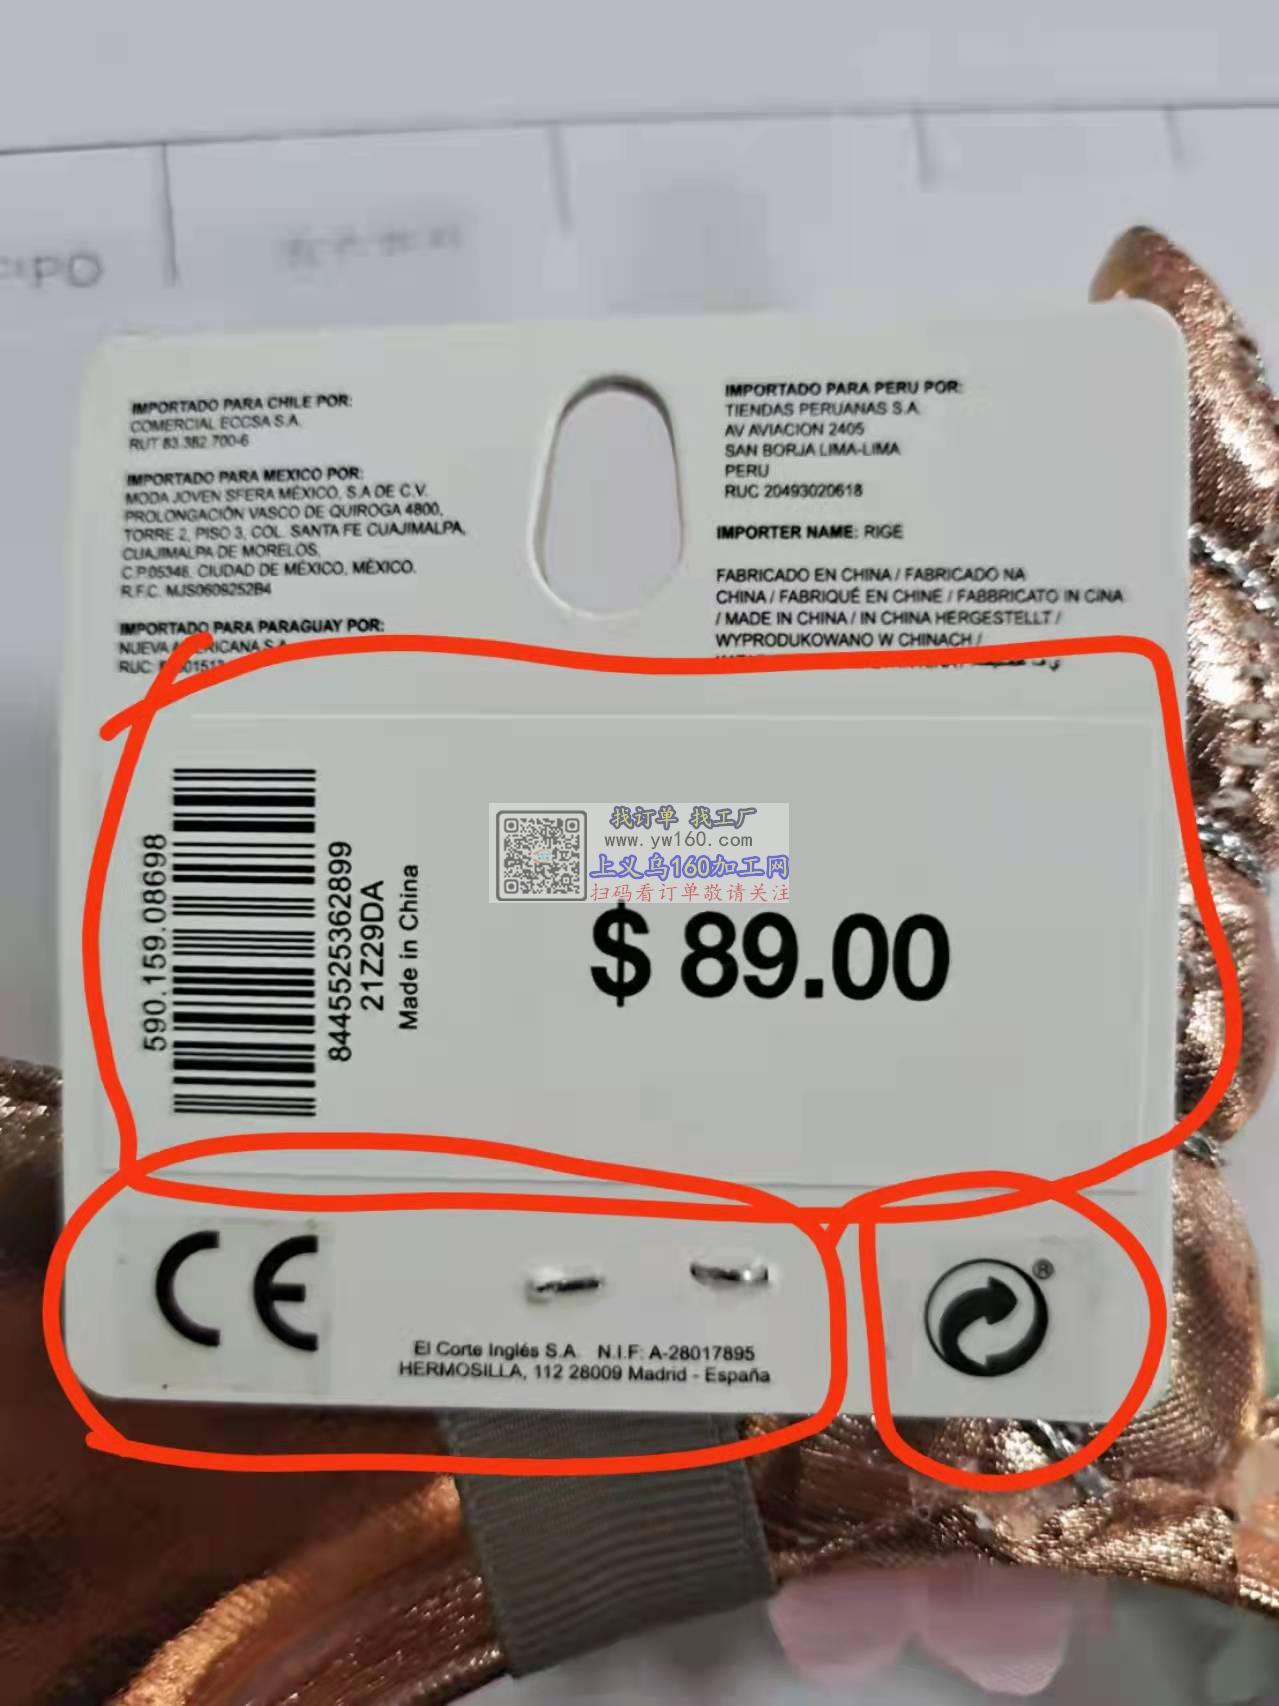 IMPORTADO PARA CHILE POR:
COMERCIAL ECCSA S.A.
RUT 83.382.700-6
IMPORTADO PARA MEXICO POR:
MODA JOVEN SFERA MÉXICO, S.A DE C.V.
PROLONGACIÓN VASCO DE QUIROGA 4800,
TORRE 2, PISO 3, COL. SANTA FE CUAJIMALPA,
CUAJIMALPA DE MORELOS,
C.P.05348, CIUDAD DE MÉXICO, MÉXICO.
R.F.C. MJS0609252B4
IMPORTADO PARA PARAGUAY POR:
NUEVA AMERICANA S.A.
RUC:
IMPORTADO PARA PERU POR:
TIENDAS PERUANAS S.A.
AV AVIACION 2405
SAN BORJA LIMA-LIMA
PERU
RUC 20493020618
IMPORTER NAME: RIGE
FABRICADO EN CHINA / FABRICADO NA
CHINA / FABRIQUÉ EN CHINE / FABBRICATO IN CINA
/ MADE IN CHINA / IN CHINA HERGESTELLT /
WYPRODUKOWANO W CHINACH /
590.159.08698
8445525362899
21Z29DA
Made in China
找订单 找工厂
www.yw160.com
上义乌160加工网
扫码看订单敬请关注
$ 89.00
CE
El Corte Inglés S.A. N.I.F: A-28017895
HERMOSILLA, 112 28009 Madrid - España
®